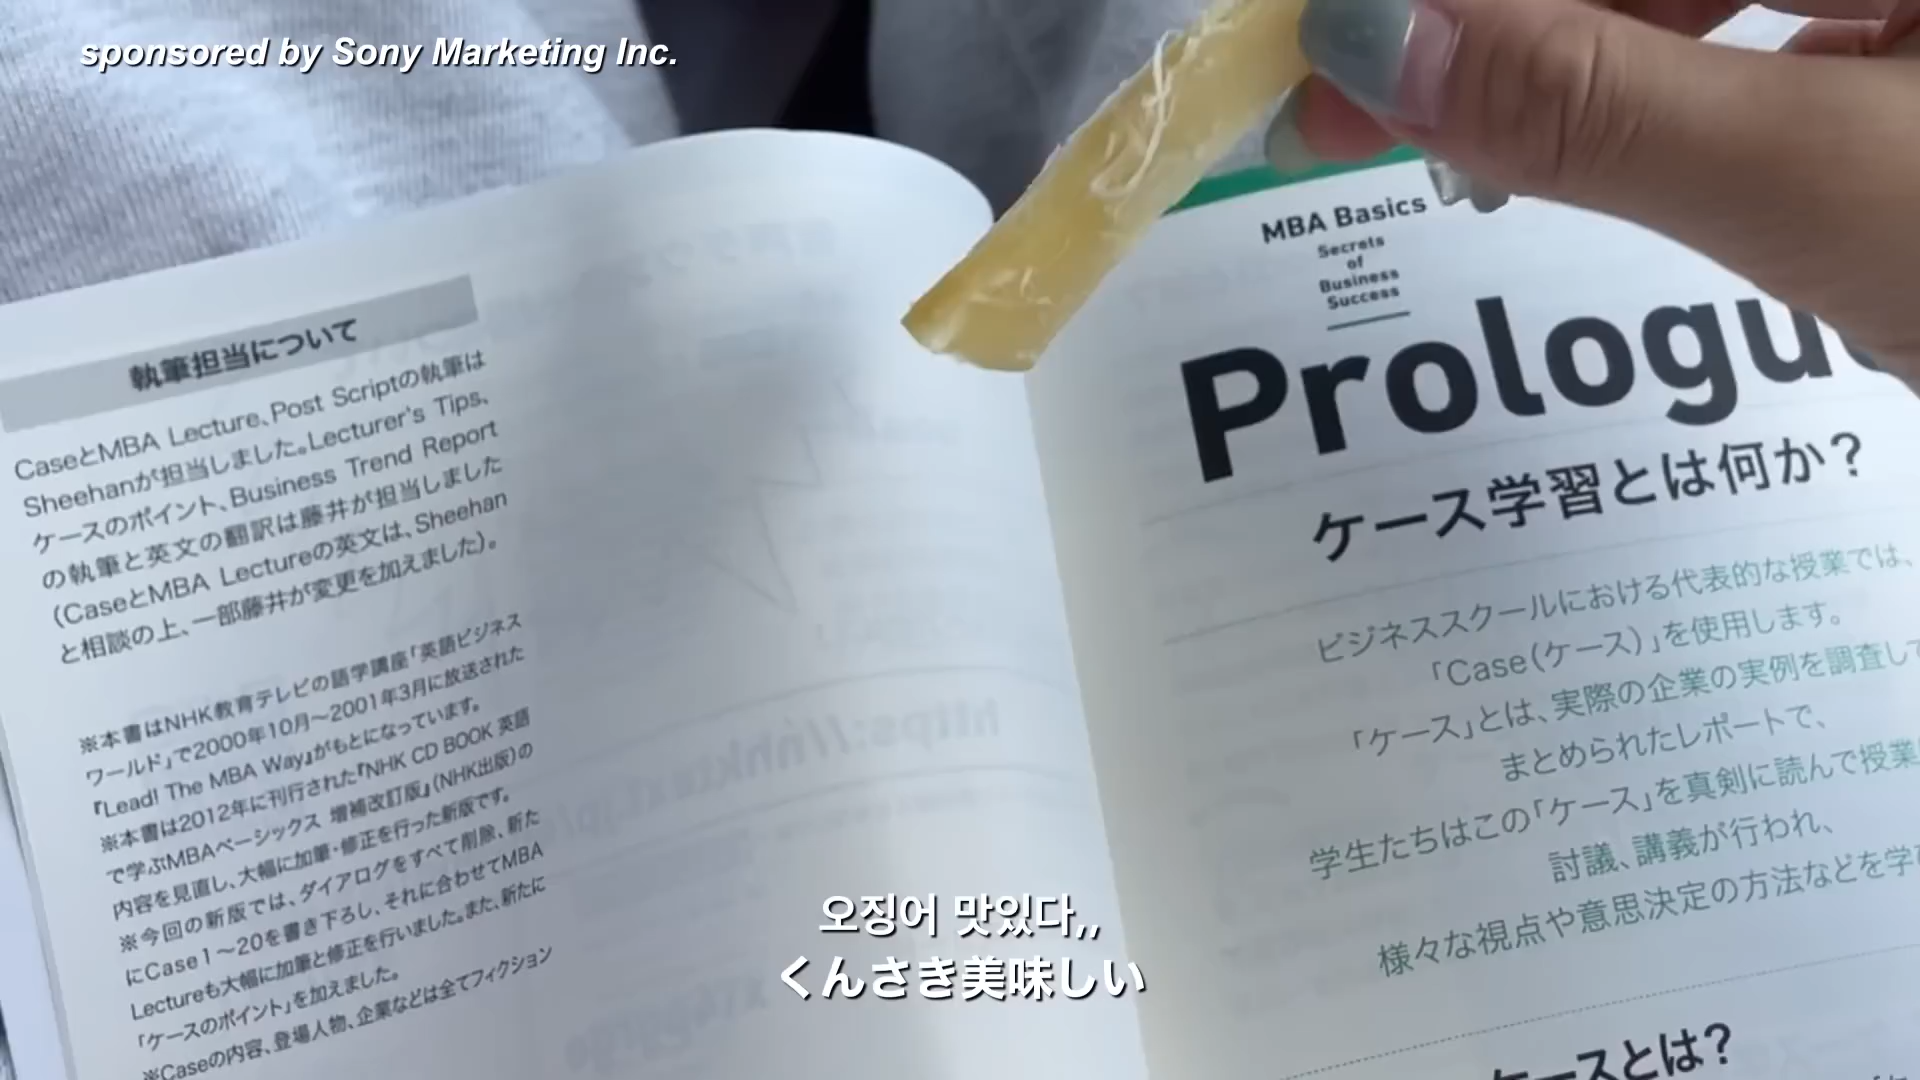 sponsored by Sony Marketing Inc.
執筆担当について
CaseとMBA Lecture、Post Scriptの執筆は
Sheehanが担当しました。Lecturer's Tips、
ケースのポイント、Business Trend Report
の執筆と英文の翻訳は藤井が担当しました
（CaseとMBA Lectureの英文は、Sheehan
と相談の上、一部藤井が変更を加えました）。
※本書はNHK教育テレビの語学講座「英語ビジネス
ワールド」で2000年10月〜2001年3月に放送された
『Lead! The MBA Way』がもとになっています。
※本書は2012年に刊行された『NHK CD BOOK 英語
で学ぶMBAベーシックス 増補改訂版』（NHK出版）の
内容を見直し、大幅に加筆・修正を行った新版です。
※今回の新版では、ダイアログをすべて削除、新た
にCase 1〜20を書き下ろし、それに合わせてMBA
Lectureも大幅に加筆と修正を行いました。また、新たに
「ケースのポイント」を加えました。
※Caseの内容、登場人物、企業などは全てフィクション
MBA Basics
Secrets
of
Business
Success
Prologu
ケース学習とは何か？
ビジネススクールにおける代表的な授業では、
「Case（ケース）」を使用します。
「ケース」とは、実際の企業の実例を調査して
まとめられたレポートで、
学生たちはこの「ケース」を真剣に読んで授業
討議、講義が行われ、
様々な視点や意思決定の方法などを学
ケースとは？
오징어 맛있다,,
くんさき美味しい